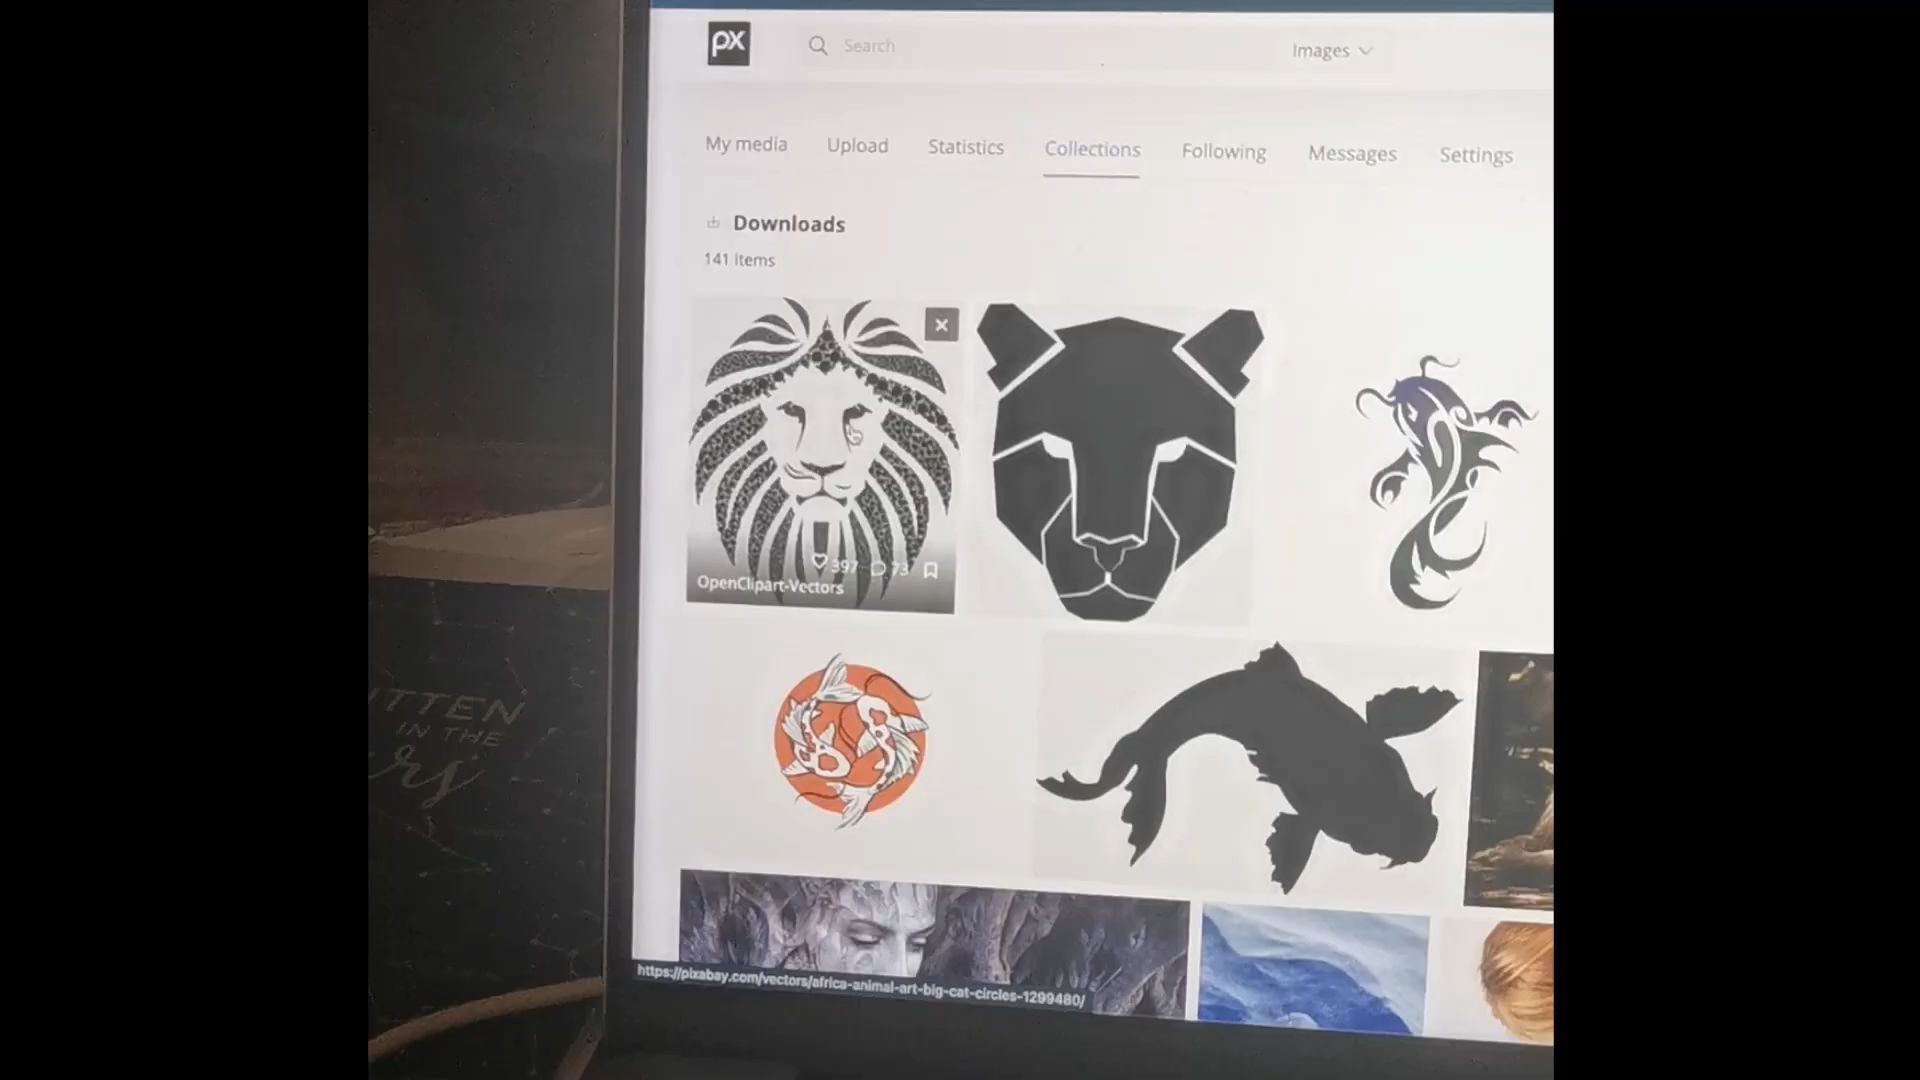 px
Search
Images
My media
Upload
Statistics
Collections
Following
Messages
Settings
Downloads
141 items
397
73
OpenClipart-Vectors
ITTEN
IN THE
https://pixabay.com/vectors/africa-animal-art-big-cat-circles-1299480/